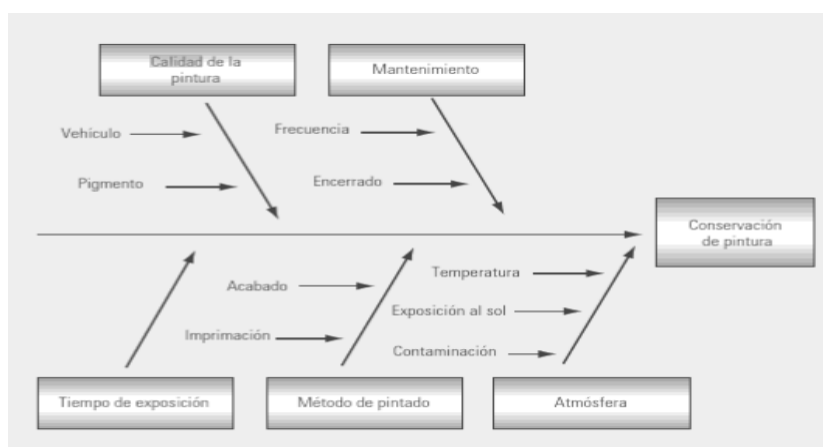 Calidad de la
pintura
Mantenimiento
Vehículo
Frecuencia
Pigmento
Encerrado
Conservación
de pintura
Acabado
Temperatura
Exposición al sol
Imprimación
Contaminación
Tiempo de exposición
Método de pintado
Atmósfera